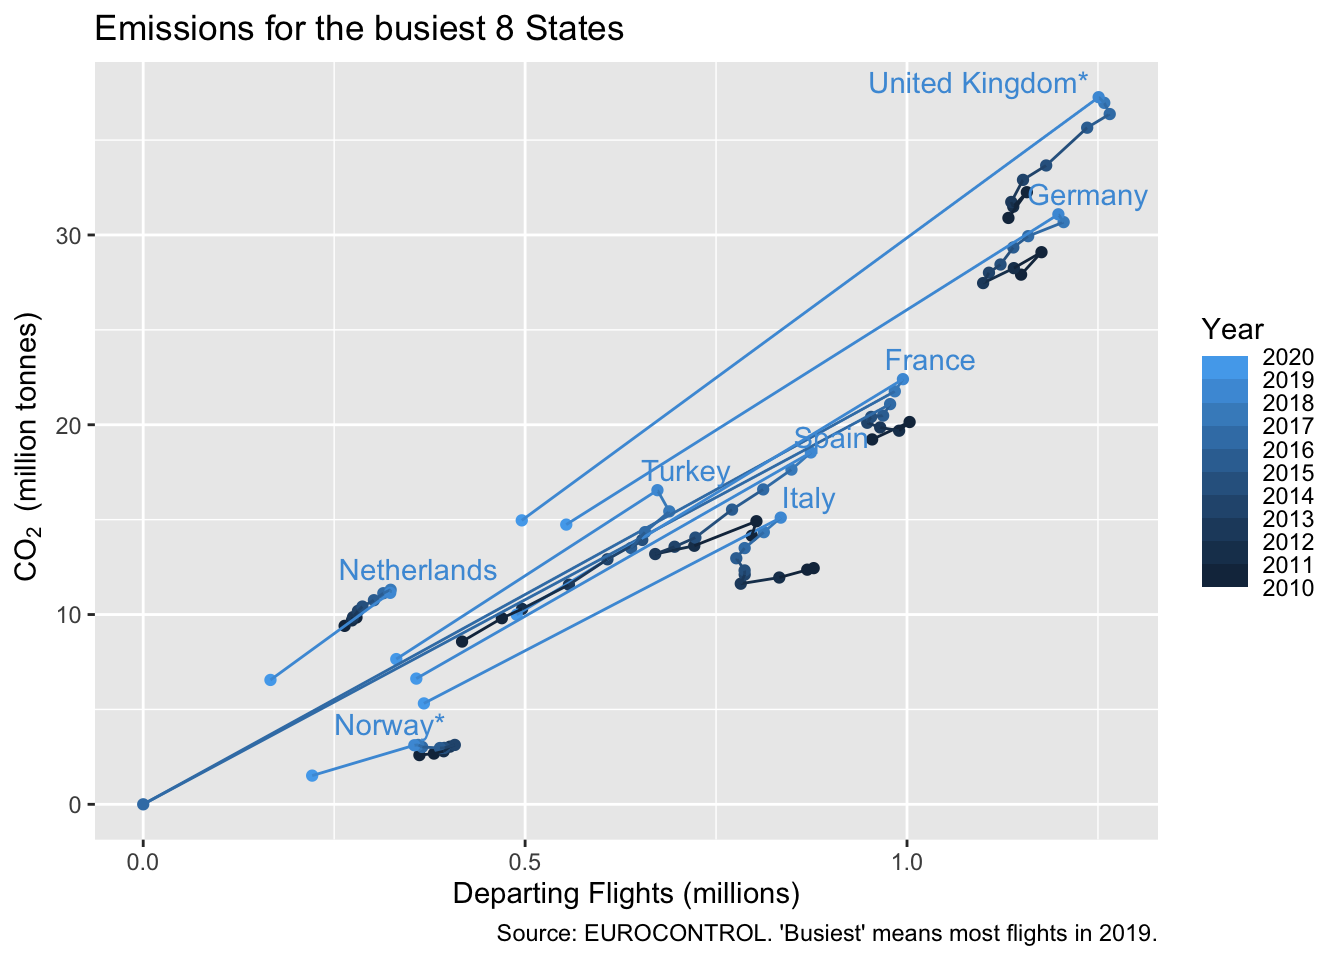 Emissions for the busiest 8 States
United Kingdom*
Germany
France
Spain
Turkey
Italy
Netherlands
Norway*
30
20
10
0
0.0
0.5
1.0
CO₂ (million tonnes)
Departing Flights (millions)
Year
2020
2019
2018
2017
2016
2015
2014
2013
2012
2011
2010
Source: EUROCONTROL. 'Busiest' means most flights in 2019.